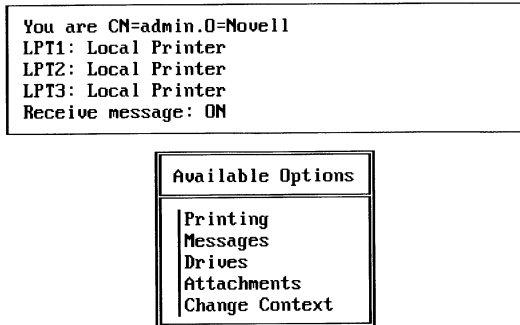 You are CN=admin.O=Novell
LPT1: Local Printer
LPT2: Local Printer
LPT3: Local Printer
Receive message: ON
Available Options
Printing
Messages
Drives
Attachments
Change Context